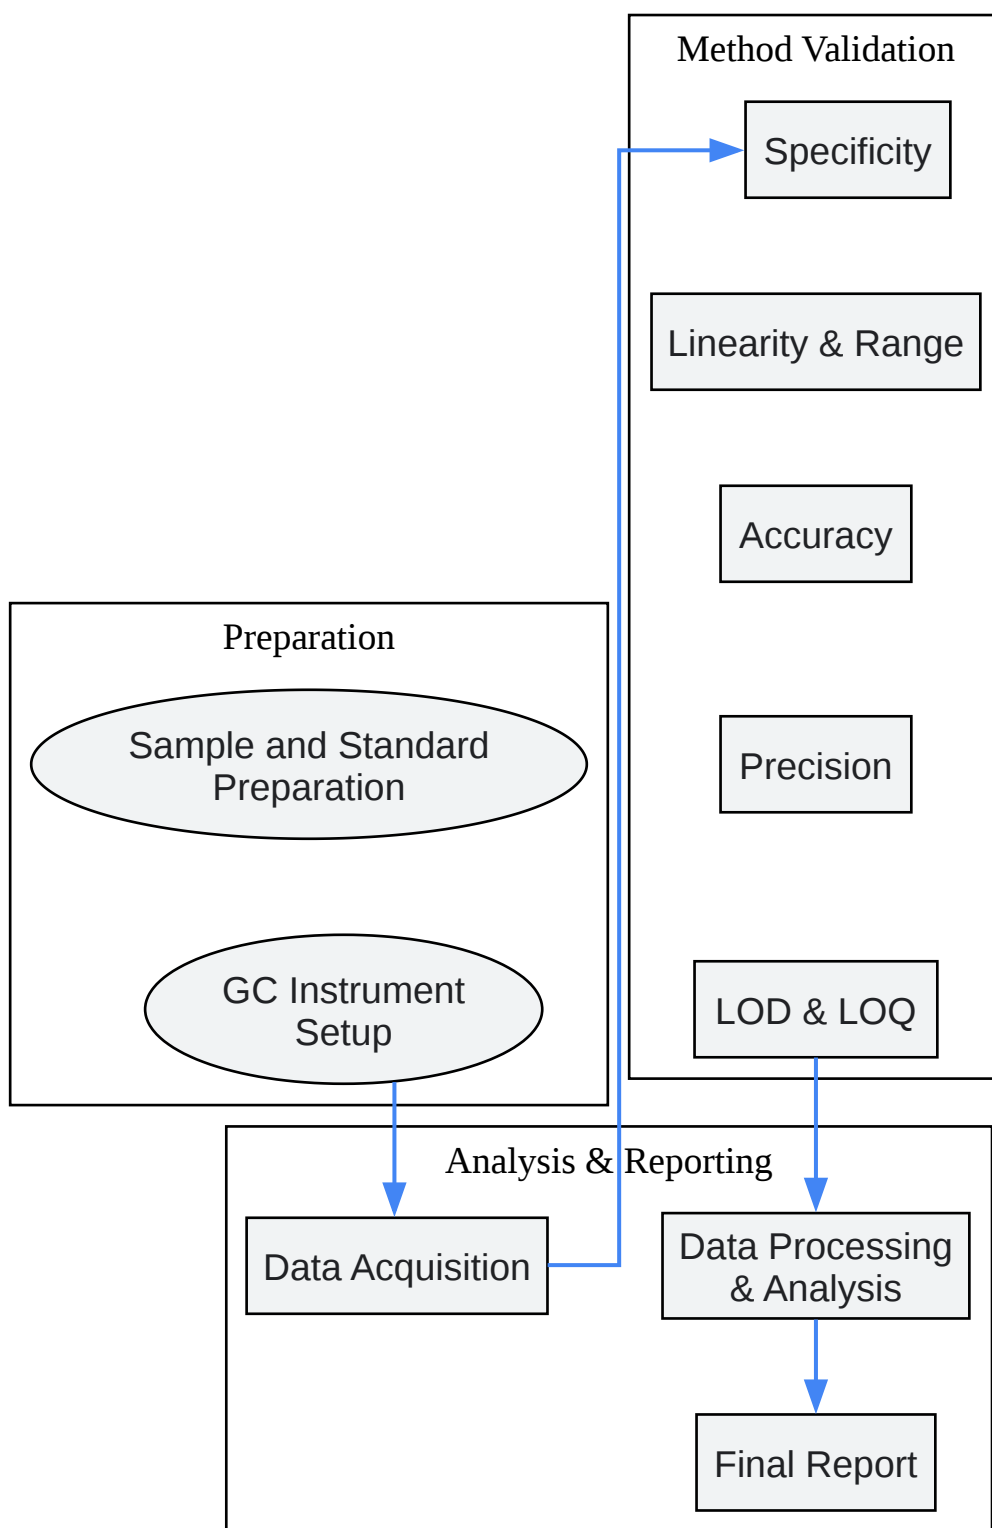 Method Validation
Specificity
Linearity & Range
Accuracy
Precision
LOD & LOQ
Preparation
Sample and Standard
Preparation
GC Instrument
Setup
Analysis & Reporting
Data Acquisition
Data Processing
& Analysis
Final Report